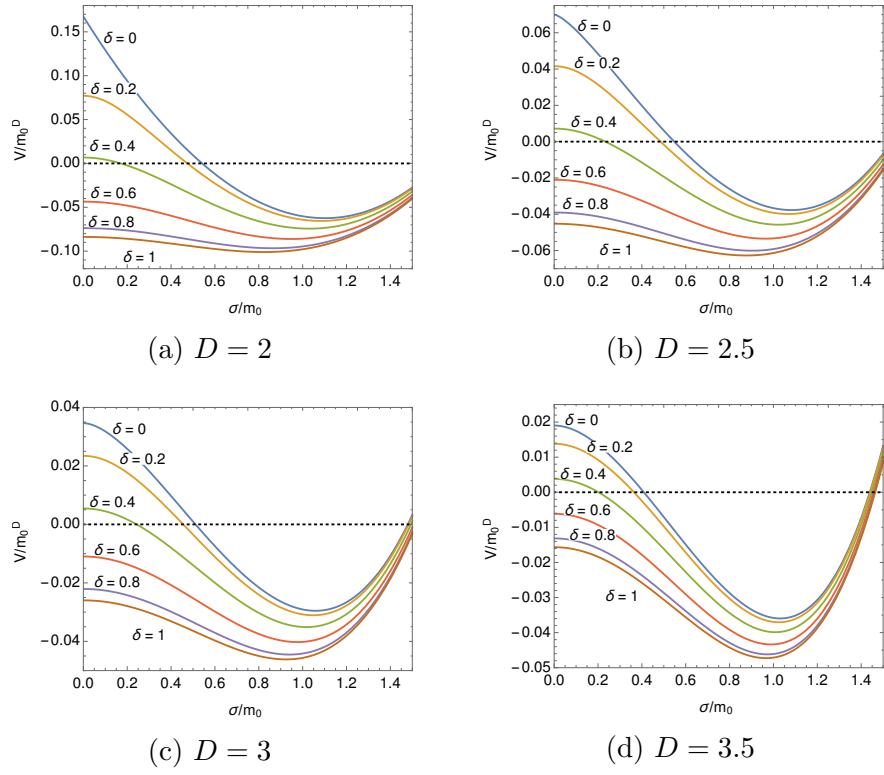 0.15
0.10
0.05
0.00
−0.05
−0.10
V/m₀ᴰ
δ = 0
δ = 0.2
δ = 0.4
δ = 0.6
δ = 0.8
δ = 1
0.0 0.2 0.4 0.6 0.8 1.0 1.2 1.4
σ/m₀
(a) D = 2
0.06
0.04
0.02
0.00
−0.02
−0.04
−0.06
V/m₀ᴰ
δ = 0
δ = 0.2
δ = 0.4
δ = 0.6
δ = 0.8
δ = 1
0.0 0.2 0.4 0.6 0.8 1.0 1.2 1.4
σ/m₀
(b) D = 2.5
0.04
0.02
0.00
−0.02
−0.04
V/m₀ᴰ
δ = 0
δ = 0.2
δ = 0.4
δ = 0.6
δ = 0.8
δ = 1
0.0 0.2 0.4 0.6 0.8 1.0 1.2 1.4
σ/m₀
(c) D = 3
0.02
0.01
0.00
−0.01
−0.02
−0.03
−0.04
−0.05
V/m₀ᴰ
δ = 0
δ = 0.2
δ = 0.4
δ = 0.6
δ = 0.8
δ = 1
0.0 0.2 0.4 0.6 0.8 1.0 1.2 1.4
σ/m₀
(d) D = 3.5